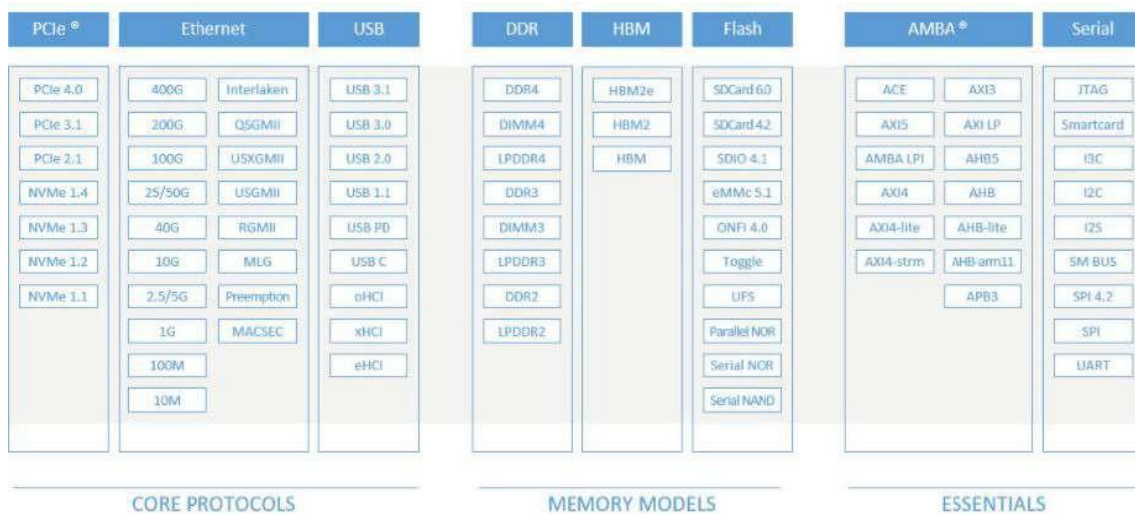 PCIe ®
Ethernet
USB
DDR
HBM
Flash
AMBA ®
Serial
PCIe 4.0
PCIe 3.1
PCIe 2.1
NVMe 1.4
NVMe 1.3
NVMe 1.2
NVMe 1.1
400G
200G
100G
25/50G
40G
10G
2.5/5G
1G
100M
10M
Interlaken
QSGMII
USXGMII
USGMII
RGMII
MLG
Preemption
MACSEC
USB 3.1
USB 3.0
USB 2.0
USB 1.1
USB PD
USB C
oHCI
xHCI
eHCI
DDR4
DIMM4
LPDDR4
DDR3
DIMM3
LPDDR3
DDR2
LPDDR2
HBM2e
HBM2
HBM
SDCard 6.0
SDCard 4.2
SDIO 4.1
eMMc 5.1
ONFI 4.0
Toggle
UFS
Parallel NOR
Serial NOR
Serial NAND
ACE
AXI5
AMBA LPI
AXI4
AXI4-lite
AXI4-strm
AXI3
AXI LP
AHB5
AHB
AHB-lite
AHB-arm11
APB3
JTAG
Smartcard
I3C
I2C
I2S
SM BUS
SPI 4.2
SPI
UART
CORE PROTOCOLS
MEMORY MODELS
ESSENTIALS